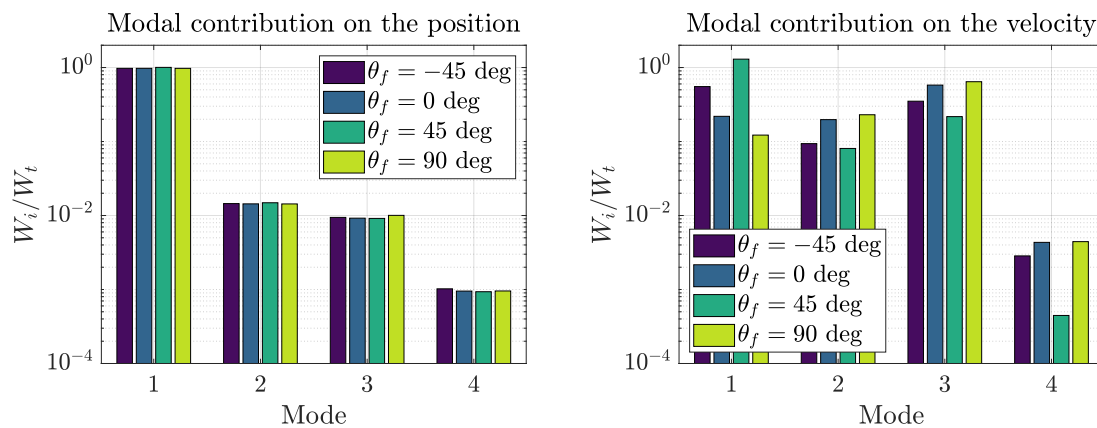 Modal contribution on the position
W_i/W_t
10^0
10^{-2}
10^{-4}
θ_f = −45 deg
θ_f = 0 deg
θ_f = 45 deg
θ_f = 90 deg
1 2 3 4
Mode
Modal contribution on the velocity
W_i/W_t
10^0
10^{-2}
10^{-4}
θ_f = −45 deg
θ_f = 0 deg
θ_f = 45 deg
θ_f = 90 deg
1 2 3 4
Mode